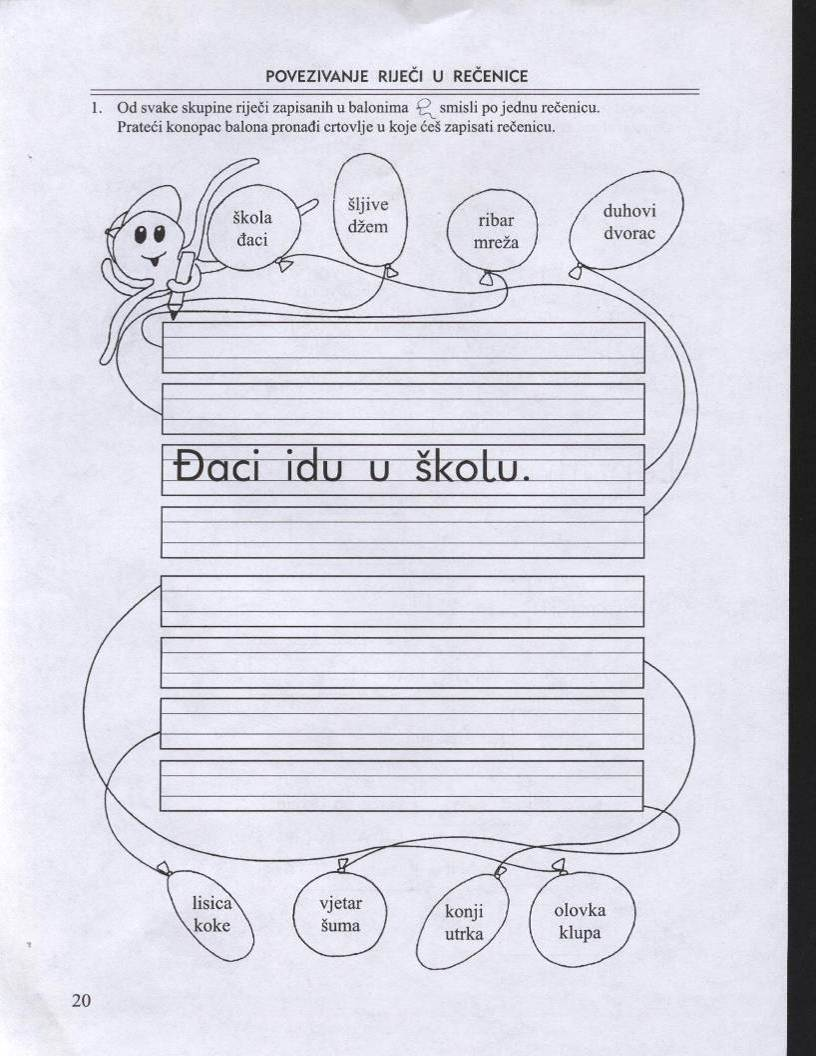 POVEZIVANJE RIJEČI U REČENICE
1. Od svake skupine riječi zapisanih u balonima smisli po jednu rečenicu.
Prateći konopac balona pronađi crtovlje u koje ćeš zapisati rečenicu.
škola
đaci
šljive
džem
ribar
mreža
duhovi
dvorac
Đaci idu u školu.
lisica
koke
vjetar
šuma
konji
utrka
olovka
klupa
20